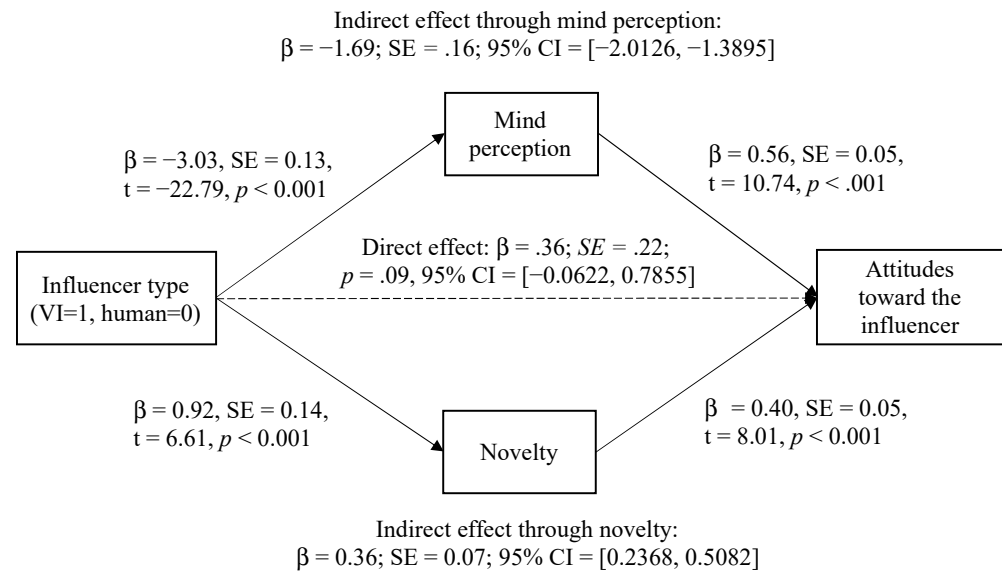 Indirect effect through mind perception:
β = −1.69; SE = .16; 95% CI = [−2.0126, −1.3895]
Mind
perception
β = −3.03, SE = 0.13,
t = −22.79, p < 0.001
β = 0.56, SE = 0.05,
t = 10.74, p < .001
Direct effect: β = .36; SE = .22;
p = .09, 95% CI = [−0.0622, 0.7855]
Influencer type
(VI=1, human=0)
Attitudes
toward the
influencer
β = 0.92, SE = 0.14,
t = 6.61, p < 0.001
β = 0.40, SE = 0.05,
t = 8.01, p < 0.001
Novelty
Indirect effect through novelty:
β = 0.36; SE = 0.07; 95% CI = [0.2368, 0.5082]